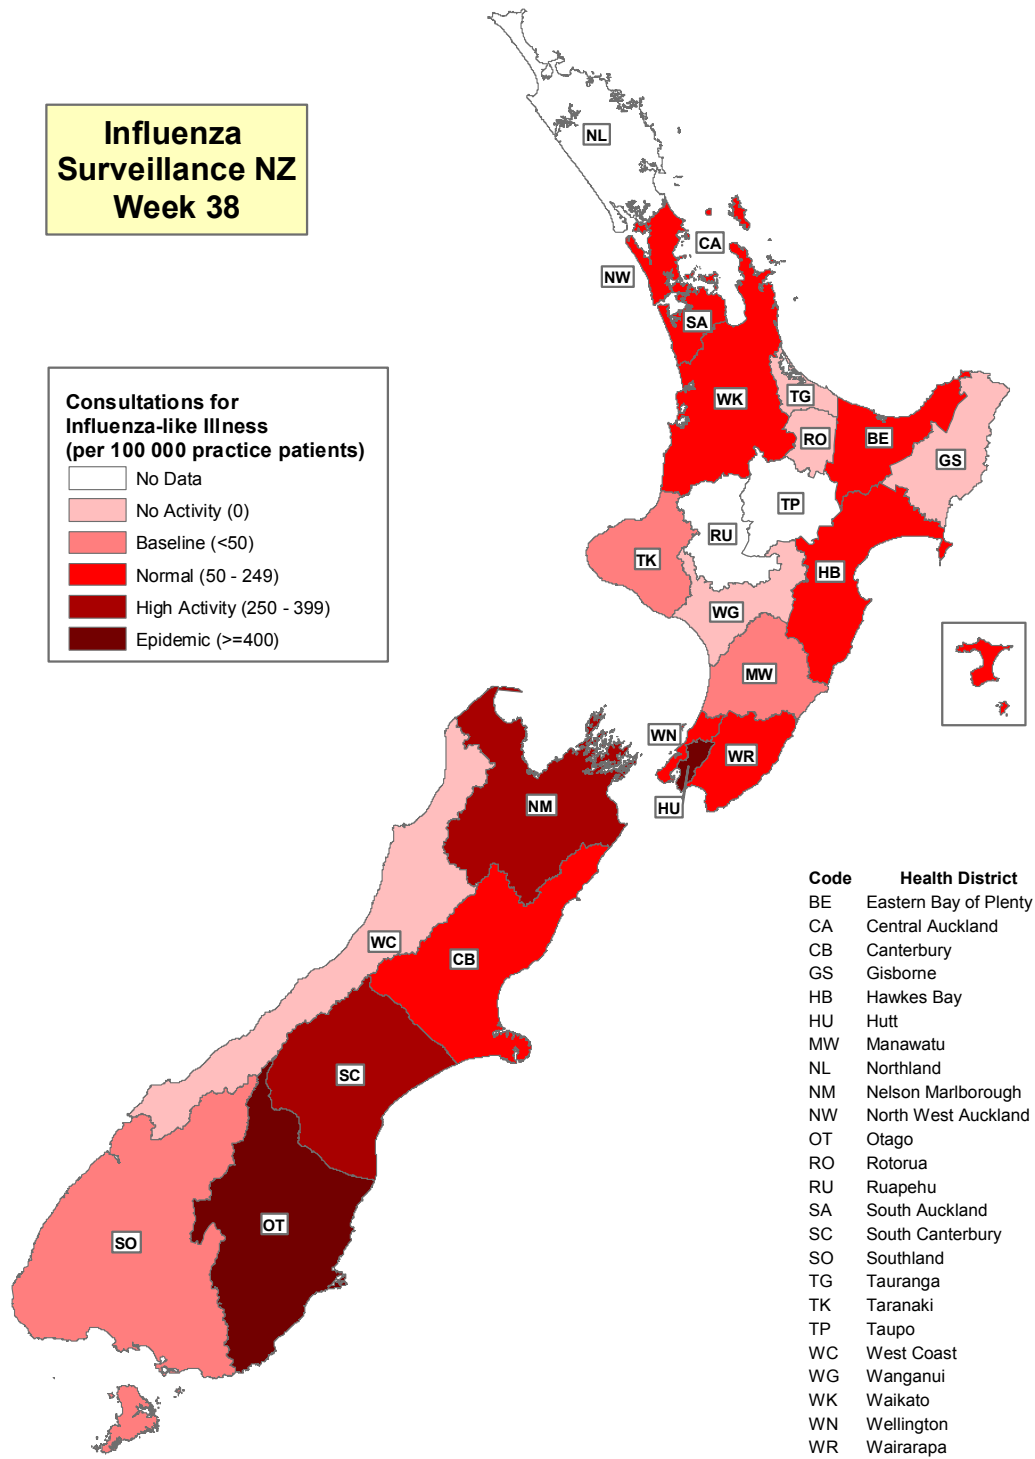 Influenza
Surveillance NZ
Week 38
NL
CA
NW
SA
WK
TG
RO
BE
GS
TP
RU
TK
HB
WG
MW
WN
WR
HU
NM
WC
CB
SC
OT
SO
Consultations for
Influenza-like Illness
(per 100 000 practice patients)
No Data
No Activity (0)
Baseline (<50)
Normal (50 - 249)
High Activity (250 - 399)
Epidemic (>=400)
Code Health District
BE Eastern Bay of Plenty
CA Central Auckland
CB Canterbury
GS Gisborne
HB Hawkes Bay
HU Hutt
MW Manawatu
NL Northland
NM Nelson Marlborough
NW North West Auckland
OT Otago
RO Rotorua
RU Ruapehu
SA South Auckland
SC South Canterbury
SO Southland
TG Tauranga
TK Taranaki
TP Taupo
WC West Coast
WG Wanganui
WK Waikato
WN Wellington
WR Wairarapa